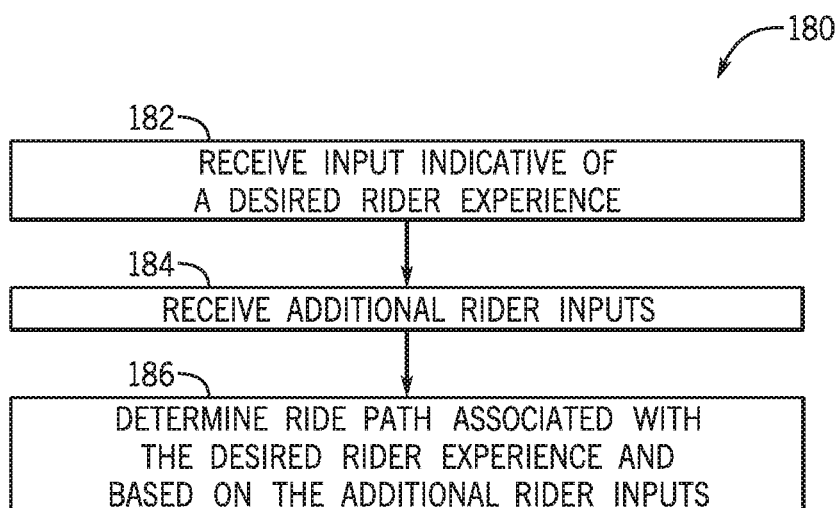 180
182
RECEIVE INPUT INDICATIVE OF
A DESIRED RIDER EXPERIENCE
184
RECEIVE ADDITIONAL RIDER INPUTS
186
DETERMINE RIDE PATH ASSOCIATED WITH
THE DESIRED RIDER EXPERIENCE AND
BASED ON THE ADDITIONAL RIDER INPUTS